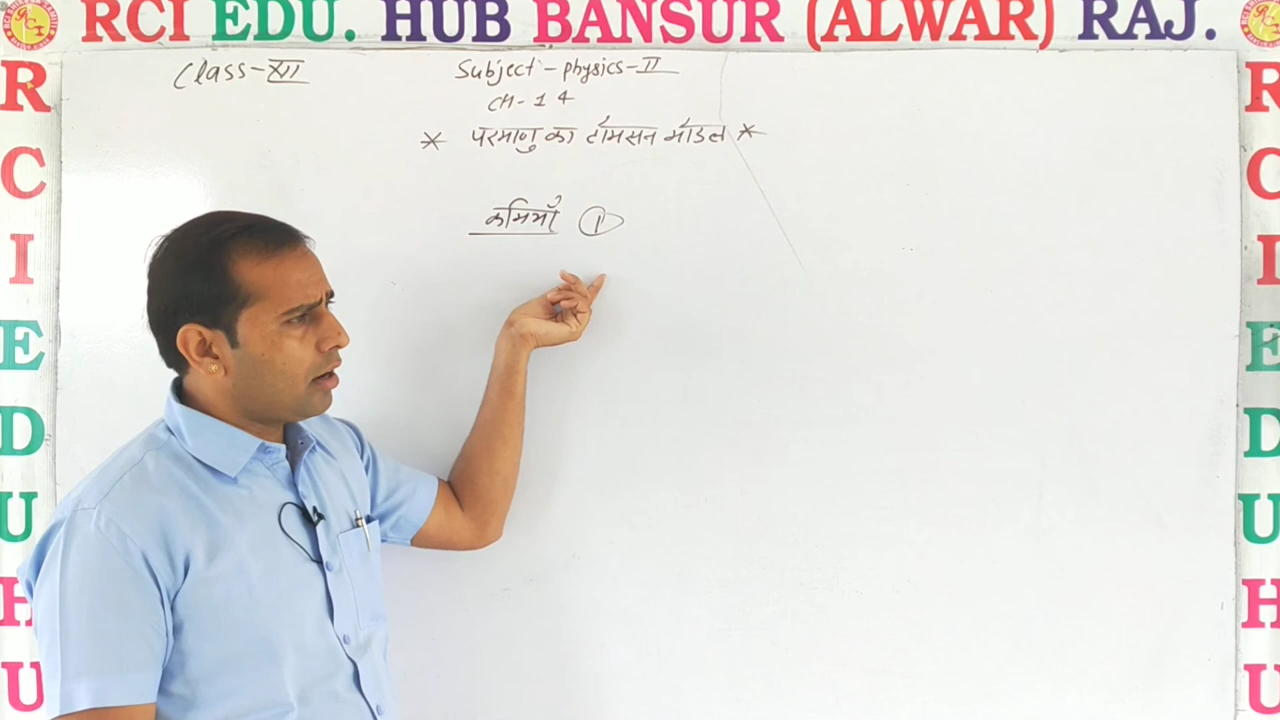 RCI EDU. HUB BANSUR (ALWAR) RAJ.
Class-XII
Subject - physics-II
CH-14
* परमाणु का टॉमसन मॉडल *
कमियाँ ①
R
C
I
E
D
U
H
U
R
C
I
E
D
U
H
U